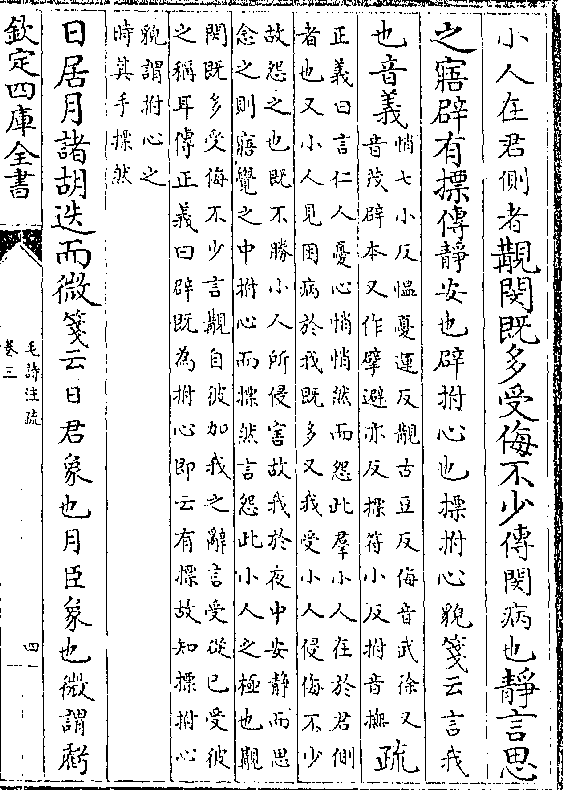 小人在君側者覯閔既多受侮不少傳閔病也靜言思
之寤辟有摽傳靜安也辟拊心也摽拊心貌箋云言我
也音義
悄七小反愠憂運反覯古豆反侮音武徐又
音茂辟本又作擘避亦反摽符小反拊音撫
疏
正義曰言仁人憂心悄悄然而怨此羣小人在於君側
者也又小人見困病於我既多又我受小人侵侮不少
故怨之也既不勝小人所侵害故我於夜中安靜而思
念之則寤覺之中拊心而摽然言怨此小人之極也覯
閔既多受侮不少言覯自彼加我之辭言受從己受彼
之稱耳傳正義曰辟既為拊心即云有摽故知摽拊心
貌謂拊心之
時其手摽然
日居月諸胡迭而微箋云日君象也月臣象也微謂虧
欽定四庫全書
毛詩注疏
卷三
四